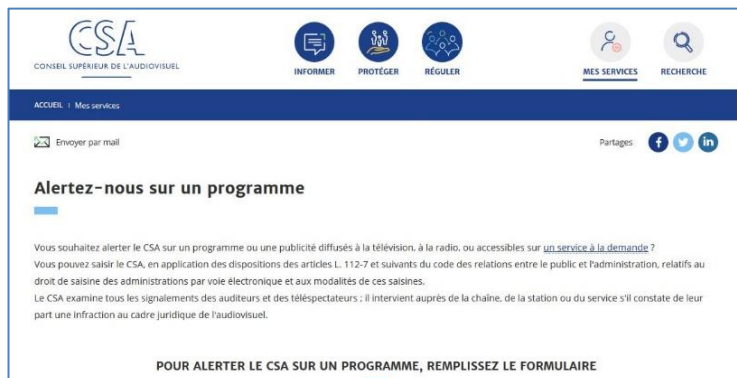 CSA
CONSEIL SUPÉRIEUR DE L'AUDIOVISUEL
INFORMER PROTÉGER RÉGULER MES SERVICES RECHERCHE
ACCUEIL | Mes services
Envoyer par mail Partages
Alertez-nous sur un programme
Vous souhaitez alerter le CSA sur un programme ou une publicité diffusés à la télévision, à la radio, ou accessibles sur un service à la demande ?
Vous pouvez saisir le CSA, en application des dispositions des articles L. 112-7 et suivants du code des relations entre le public et l'administration, relatifs au
droit de saisine des administrations par voie électronique et aux modalités de ces saisines.
Le CSA examine tous les signalements des auditeurs et des téléspectateurs ; il intervient auprès de la chaîne, de la station ou du service s'il constate de leur
part une infraction au cadre juridique de l'audiovisuel.
POUR ALERTER LE CSA SUR UN PROGRAMME, REMPLISSEZ LE FORMULAIRE